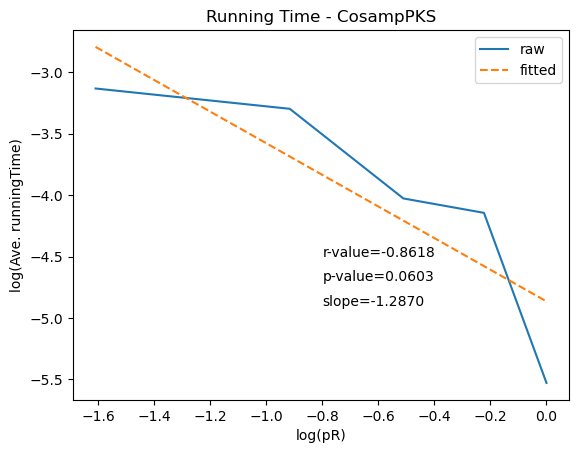 Running Time - CosampPKS
raw
fitted
log(Ave. runningTime)
−3.0
−3.5
−4.0
−4.5
−5.0
−5.5
r-value=-0.8618
p-value=0.0603
slope=-1.2870
−1.6 −1.4 −1.2 −1.0 −0.8 −0.6 −0.4 −0.2 0.0
log(pR)